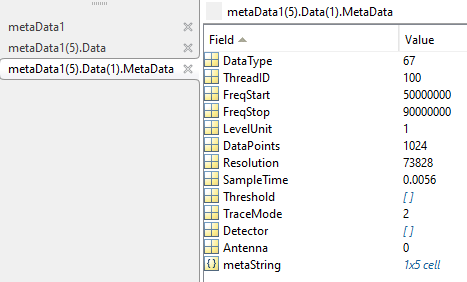 metaData1
metaData1(5).Data
metaData1(5).Data(1).MetaData
metaData1(5).Data(1).MetaData
Field Value
DataType 67
ThreadID 100
FreqStart 50000000
FreqStop 90000000
LevelUnit 1
DataPoints 1024
Resolution 73828
SampleTime 0.0056
Threshold []
TraceMode 2
Detector []
Antenna 0
{} metaString 1x5 cell